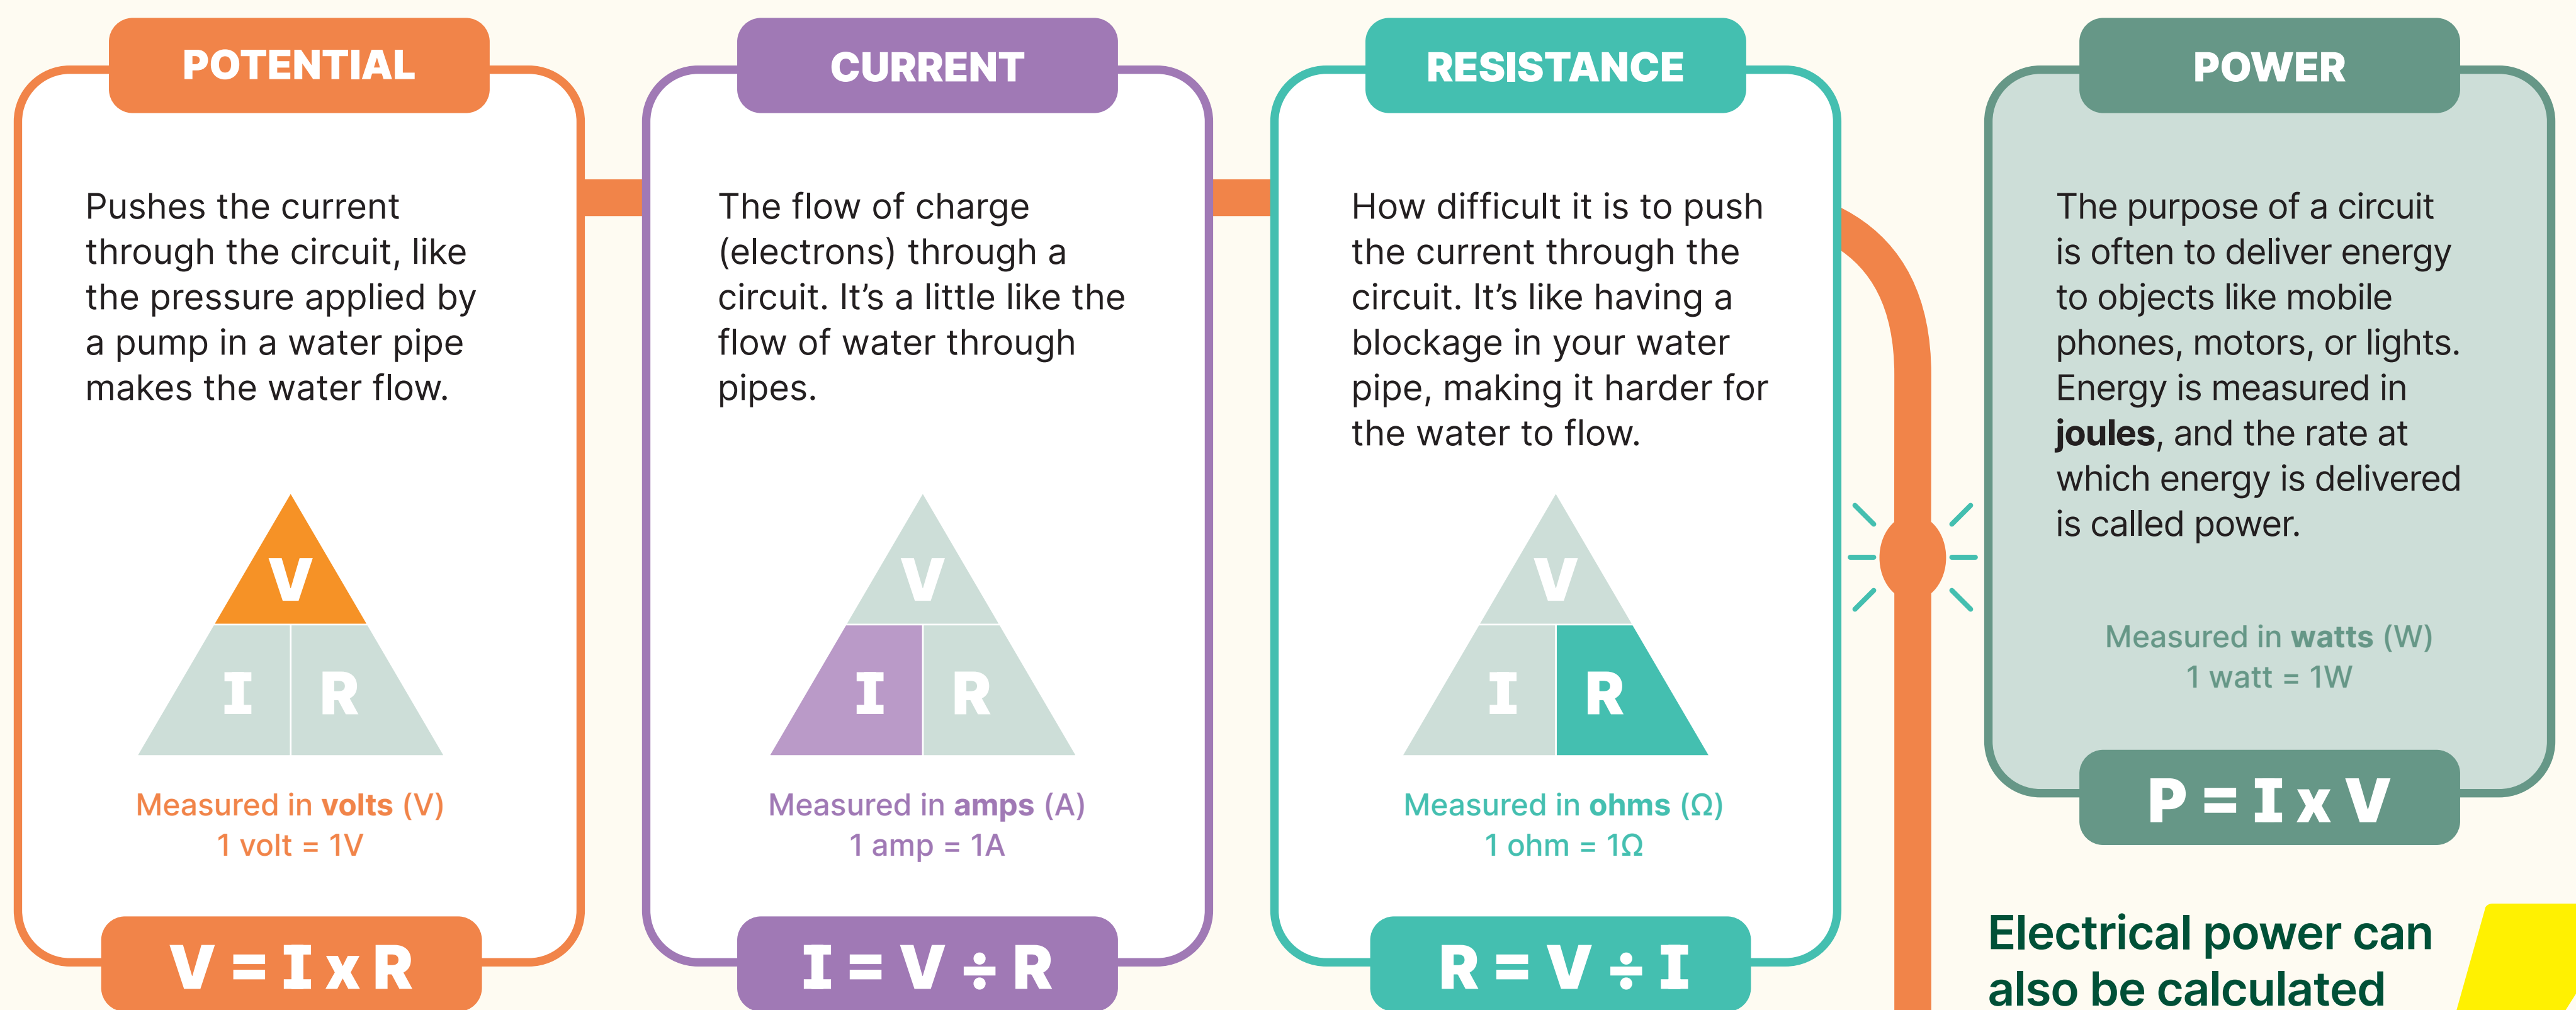 POTENTIAL
Pushes the current
through the circuit, like
the pressure applied by
a pump in a water pipe
makes the water flow.
V
I R
Measured in volts (V)
1 volt = 1V
V = I x R
CURRENT
The flow of charge
(electrons) through a
circuit. It’s a little like the
flow of water through
pipes.
V
I R
Measured in amps (A)
1 amp = 1A
I = V ÷ R
RESISTANCE
How difficult it is to push
the current through the
circuit. It’s like having a
blockage in your water
pipe, making it harder for
the water to flow.
V
I R
Measured in ohms (Ω)
1 ohm = 1Ω
R = V ÷ I
POWER
The purpose of a circuit
is often to deliver energy
to objects like mobile
phones, motors, or lights.
Energy is measured in
joules, and the rate at
which energy is delivered
is called power.
Measured in watts (W)
1 watt = 1W
P = I x V
Electrical power can
also be calculated